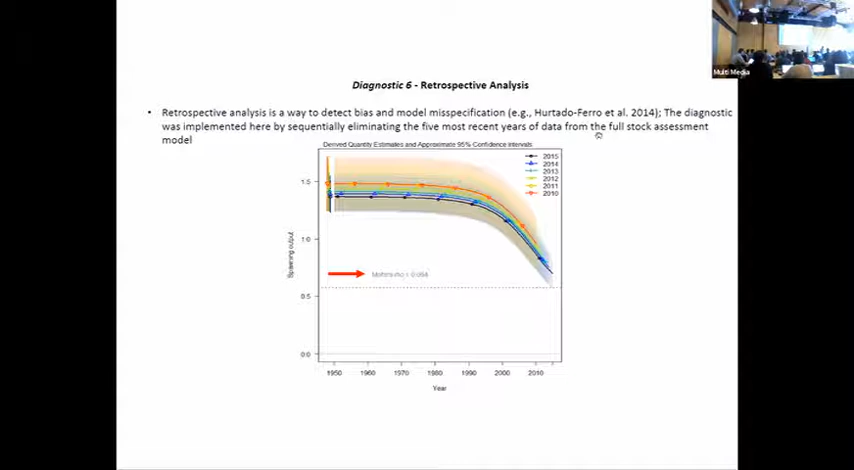 Multi Media
Diagnostic 6 - Retrospective Analysis
• Retrospective analysis is a way to detect bias and model misspecification (e.g., Hurtado-Ferro et al. 2014); The diagnostic
was implemented here by sequentially eliminating the five most recent years of data from the full stock assessment
model
Derived Quantity Estimates and Approximate 95% Confidence Intervals
2015
2014
2013
2012
2011
2010
1.5
1.0
0.5
0.0
Spawning output
1950 1960 1970 1980 1990 2000 2010
Year